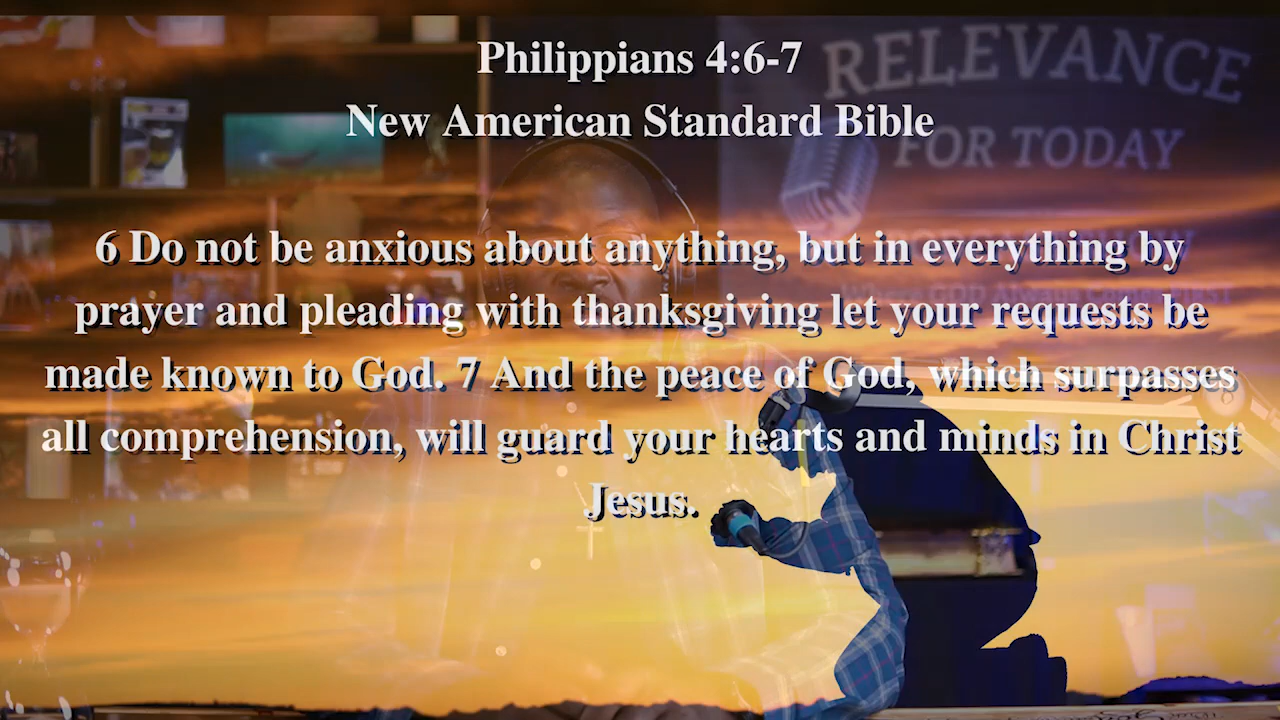 Philippians 4:6-7
New American Standard Bible
RELEVANCE
FOR TODAY
6 Do not be anxious about anything, but in everything by
prayer and pleading with thanksgiving let your requests be
made known to God. 7 And the peace of God, which surpasses
all comprehension, will guard your hearts and minds in Christ
Jesus.